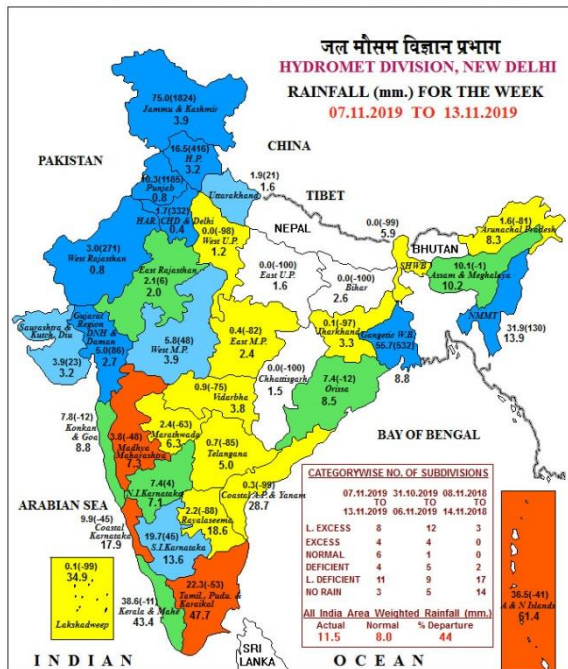 जल मौसम विज्ञान प्रभाग
HYDROMET DIVISION, NEW DELHI
RAINFALL (mm.) FOR THE WEEK
07.11.2019 TO 13.11.2019
75.0(1824)
Jammu & Kashmir
3.9
PAKISTAN
CHINA
TIBET
16.5(416)
H.P.
3.2
10.3(1185)
Punjab
0.8
1.9(21)
1.6
Uttarakhand
1.7(332)
HAR. CHD & Delhi
0.4
0.0(-98)
West U.P.
1.2
NEPAL
0.0(-100)
East U.P.
1.6
0.0(-100)
Bihar
2.6
0.0(-99)
5.9
SHWB
BHUTAN
1.6(-81)
Arunachal Pradesh
8.3
10.1(-1)
Assam & Meghalaya
10.2
NMMT
31.9(130)
13.9
3.0(271)
West Rajasthan
0.8
East Rajasthan
2.1(6)
2.0
Saurashtra &
Kutch, Diu
3.9(23)
3.2
Gujarat
Region
DNH &
Daman
5.0(86)
2.7
5.8(48)
West M.P.
3.9
0.4(-82)
East M.P.
2.4
0.1(-97)
Jharkhand
3.3
Gangetic W.B.
55.7(532)
8.8
0.0(-100)
Chhattisgarh
1.5
7.4(-12)
Orissa
8.5
0.9(-75)
Vidarbha
3.8
7.8(-12)
Konkan
& Goa
8.8
3.8(-48)
Madhya
Maharashtra
7.3
2.4(-63)
Marathwada
6.3
0.7(-85)
Telangana
5.0
0.3(-99)
Coastal A.P. & Yanam
28.7
BAY OF BENGAL
7.4(4)
N.I.Karnataka
7.1
2.2(-88)
Rayalaseema
18.6
ARABIAN SEA
9.9(-45)
Coastal
Karnataka
17.9
19.7(45)
S.I.Karnataka
13.6
0.1(-99)
34.9
Lakshadweep
38.6(-11)
Kerala & Mahe
43.4
22.3(-53)
Tamil., Pudu. &
Karaikal
47.7
CATEGORYWISE NO. OF SUBDIVISIONS
07.11.2019 31.10.2019 08.11.2018
TO TO TO
13.11.2019 06.11.2019 14.11.2018
L. EXCESS 8 12 3
EXCESS 4 4 0
NORMAL 6 1 0
DEFICIENT 4 5 2
L. DEFICIENT 11 9 17
NO RAIN 3 5 14
All India Area Weighted Rainfall (mm.)
Actual Normal % Departure
11.5 8.0 44
36.5(-41)
A & N Islands
61.4
SRI
LANKA
INDIAN OCEAN